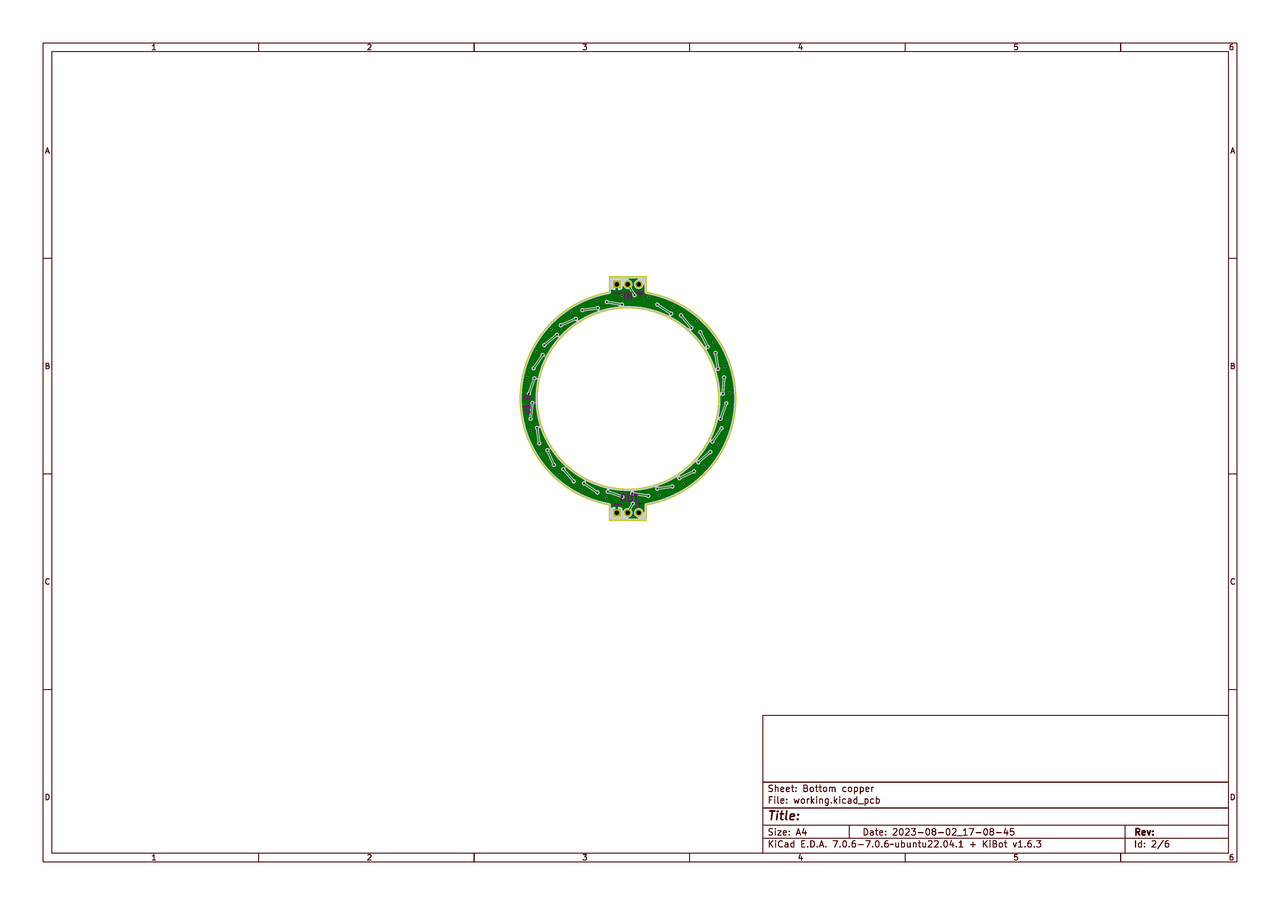 1 2 3 4 5 6
A A
B B
C C
D D
Sheet: Bottom copper
File: working.kicad_pcb
Title:
Size: A4 Date: 2023-08-02_17-08-45 Rev:
KiCad E.D.A. 7.0.6-7.0.6~ubuntu22.04.1 + KiBot v1.6.3 Id: 2/6
1 2 3 4 5 6